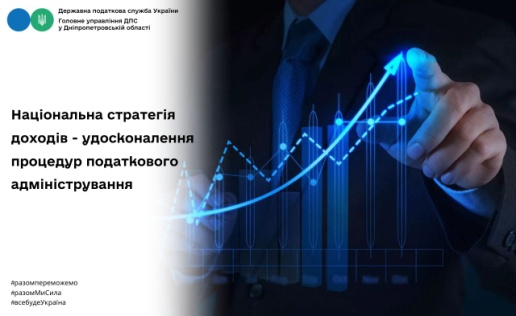 Державна податкова служба України
Головне управління ДПС
у Дніпропетровській області
Національна стратегія
доходів - удосконалення
процедур податкового
адміністрування
#разомпереможемо
#разомМиСила
#всебудеУкраїна